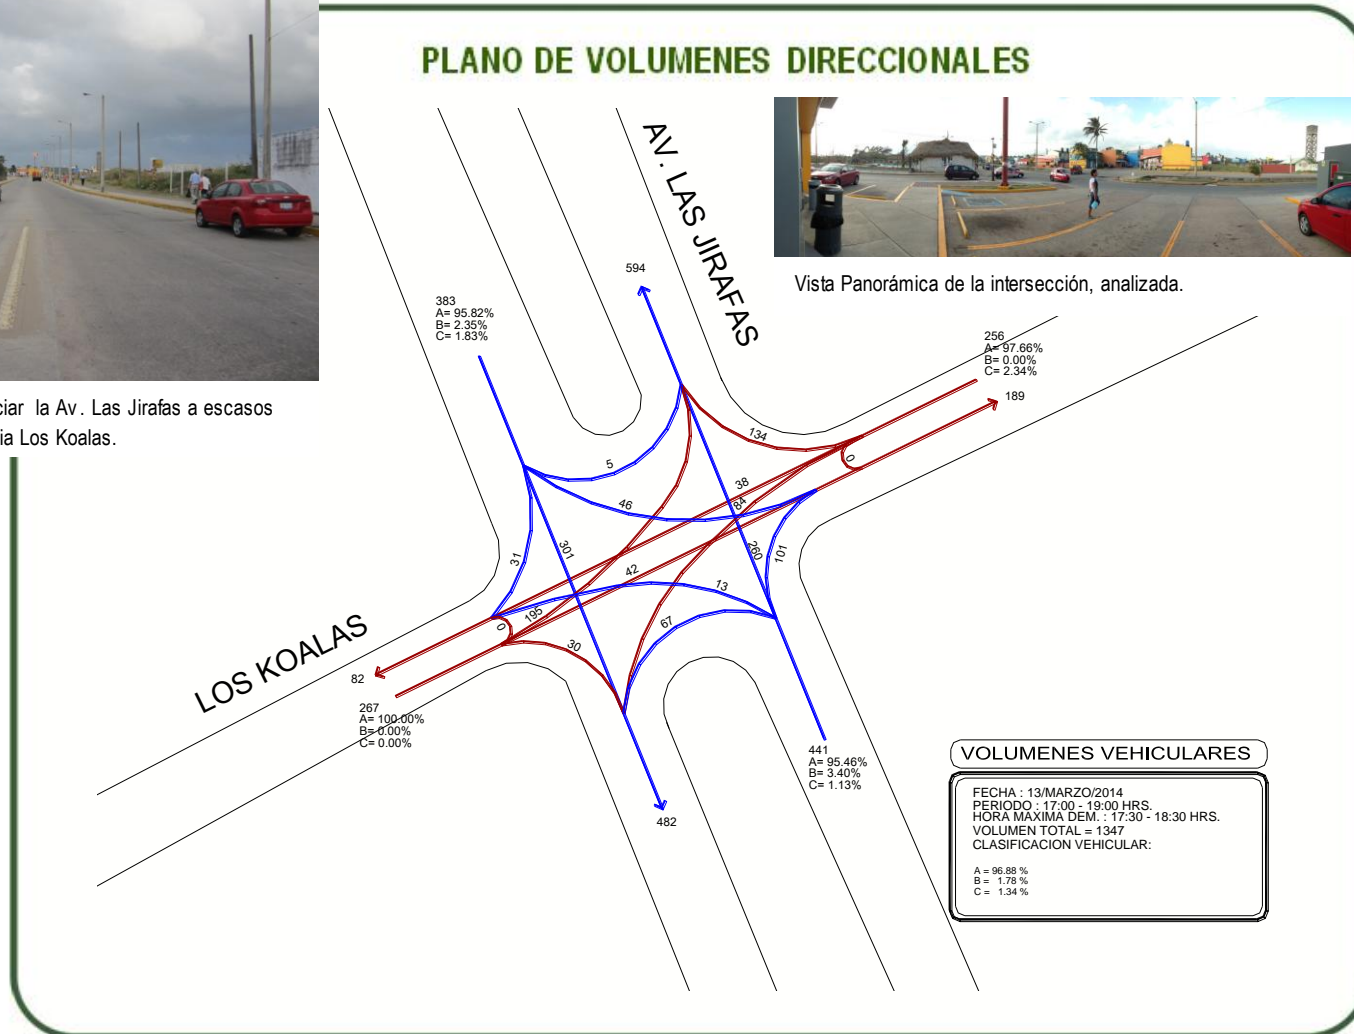 PLANO DE VOLUMENES DIRECCIONALES
AV. LAS JIRAFAS
Vista Panorámica de la intersección, analizada.
ciar la Av. Las Jirafas a escasos
ia Los Koalas.
594
383
A= 95.82%
B= 2.35%
C= 1.83%
256
A= 97.66%
B= 0.00%
C= 2.34%
189
134
0
5
38
84
46
301
260
101
31
42
13
195
0
67
30
LOS KOALAS
82
267
A= 100.00%
B= 0.00%
C= 0.00%
441
A= 95.46%
B= 3.40%
C= 1.13%
482
VOLUMENES VEHICULARES
FECHA : 13/MARZO/2014
PERIODO : 17:00 - 19:00 HRS.
HORA MAXIMA DEM. : 17:30 - 18:30 HRS.
VOLUMEN TOTAL = 1347
CLASIFICACION VEHICULAR:
A = 96.88 %
B = 1.78 %
C = 1.34 %